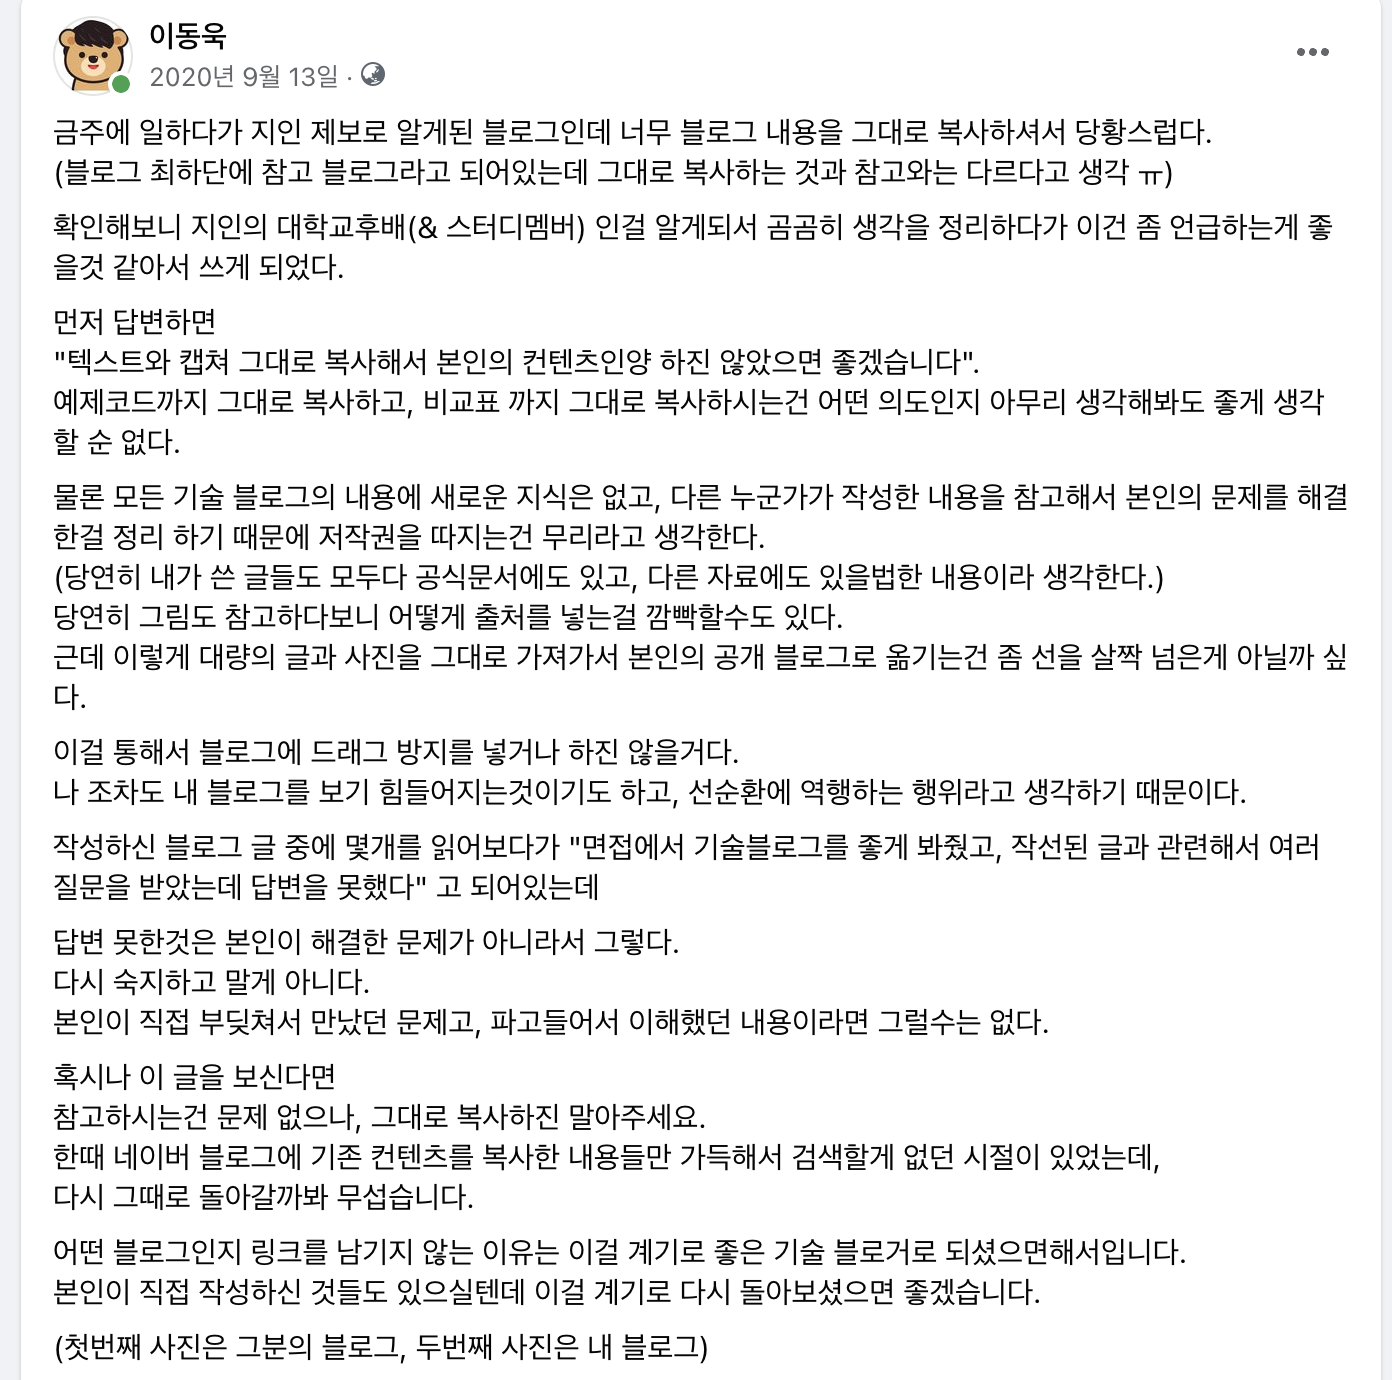 이동욱
2020년 9월 13일 ·
금주에 일하다가 지인 제보로 알게된 블로그인데 너무 블로그 내용을 그대로 복사하셔서 당황스럽다.
(블로그 최하단에 참고 블로그라고 되어있는데 그대로 복사하는 것과 참고와는 다르다고 생각 ㅠ)
확인해보니 지인의 대학교후배(& 스터디멤버) 인걸 알게되서 곰곰히 생각을 정리하다가 이건 좀 언급하는게 좋
을것 같아서 쓰게 되었다.
먼저 답변하면
"텍스트와 캡쳐 그대로 복사해서 본인의 컨텐츠인양 하진 않았으면 좋겠습니다".
예제코드까지 그대로 복사하고, 비교표 까지 그대로 복사하시는건 어떤 의도인지 아무리 생각해봐도 좋게 생각
할 순 없다.
물론 모든 기술 블로그의 내용에 새로운 지식은 없고, 다른 누군가가 작성한 내용을 참고해서 본인의 문제를 해결
한걸 정리 하기 때문에 저작권을 따지는건 무리라고 생각한다.
(당연히 내가 쓴 글들도 모두다 공식문서에도 있고, 다른 자료에도 있을법한 내용이라 생각한다.)
당연히 그림도 참고하다보니 어떻게 출처를 넣는걸 깜빡할수도 있다.
근데 이렇게 대량의 글과 사진을 그대로 가져가서 본인의 공개 블로그로 옮기는건 좀 선을 살짝 넘은게 아닐까 싶
다.
이걸 통해서 블로그에 드래그 방지를 넣거나 하진 않을거다.
나 조차도 내 블로그를 보기 힘들어지는것이기도 하고, 선순환에 역행하는 행위라고 생각하기 때문이다.
작성하신 블로그 글 중에 몇개를 읽어보다가 "면접에서 기술블로그를 좋게 봐줬고, 작선된 글과 관련해서 여러
질문을 받았는데 답변을 못했다" 고 되어있는데
답변 못한것은 본인이 해결한 문제가 아니라서 그렇다.
다시 숙지하고 말게 아니다.
본인이 직접 부딪쳐서 만났던 문제고, 파고들어서 이해했던 내용이라면 그럴수는 없다.
혹시나 이 글을 보신다면
참고하시는건 문제 없으나, 그대로 복사하진 말아주세요.
한때 네이버 블로그에 기존 컨텐츠를 복사한 내용들만 가득해서 검색할게 없던 시절이 있었는데,
다시 그때로 돌아갈까봐 무섭습니다.
어떤 블로그인지 링크를 남기지 않는 이유는 이걸 계기로 좋은 기술 블로거로 되셨으면해서입니다.
본인이 직접 작성하신 것들도 있으실텐데 이걸 계기로 다시 돌아보셨으면 좋겠습니다.
(첫번째 사진은 그분의 블로그, 두번째 사진은 내 블로그)